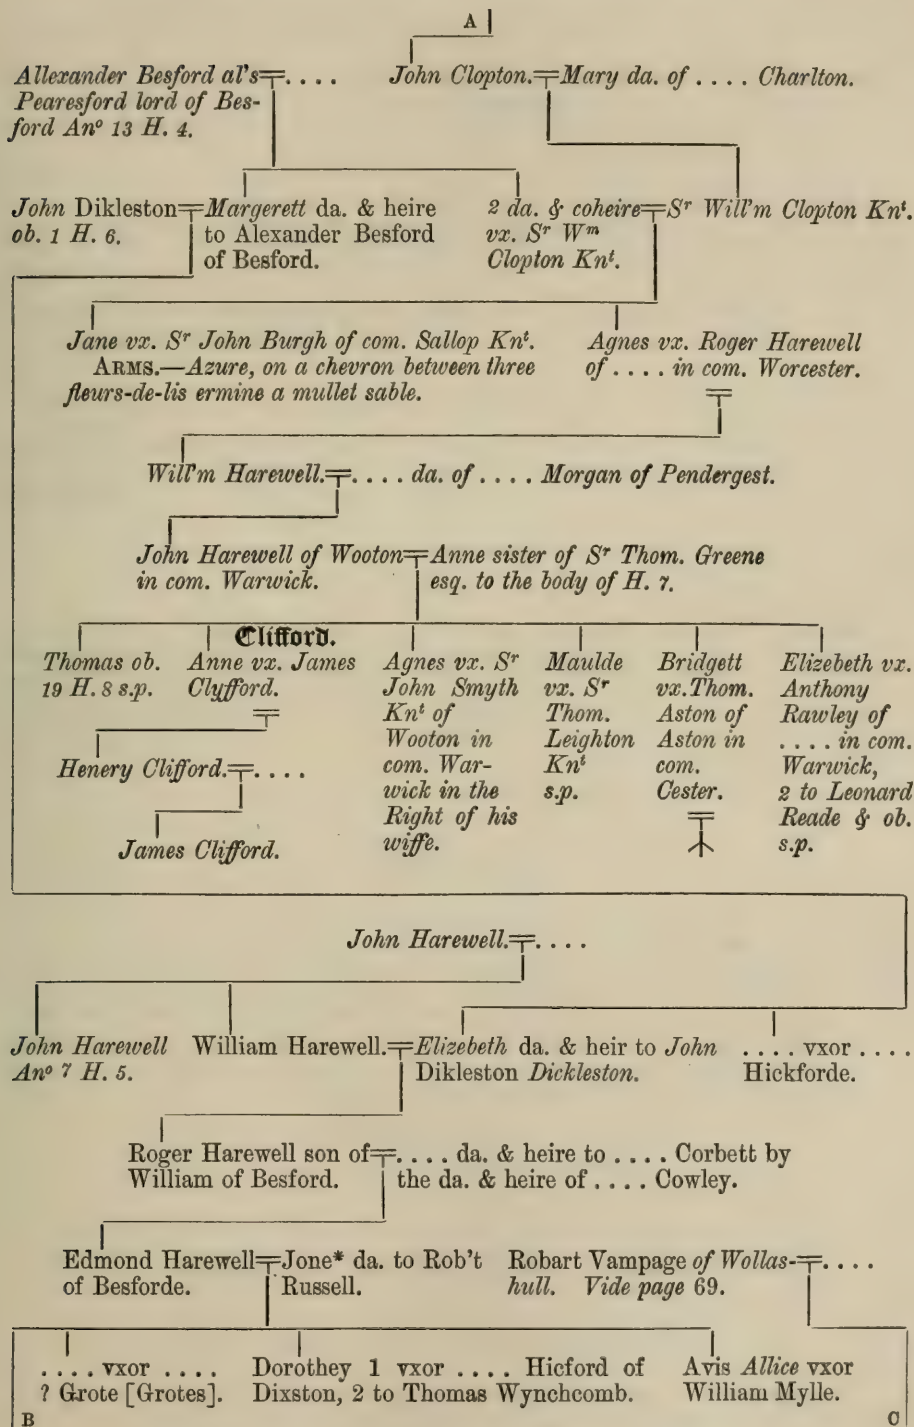 A
Allexander Besford al's . . . .
Pearesford lord of Bes-
ford Anº 13 H. 4.
John Clopton. Mary da. of . . . . Charlton.
John Dikleston
ob. 1 H. 6.
Margerett da. & heire
to Alexander Besford
of Besford.
2 da. & coheire
vx. Sʳ Wᵐ
Clopton Knᵗ.
Sʳ Will'm Clopton Knᵗ.
Jane vx. Sʳ John Burgh of com. Sallop Knᵗ.
ARMS.—Azure, on a chevron between three
fleurs-de-lis ermine a mullet sable.
Agnes vx. Roger Harewell
of . . . . in com. Worcester.
Will'm Harewell. . . . . da. of . . . . Morgan of Pendergest.
John Harewell of Wooton
in com. Warwick.
Anne sister of Sʳ Thom. Greene
esq. to the body of H. 7.
Thomas ob.
19 H. 8 s.p.
Clifford.
Anne vx. James
Clyfford.
Henery Clifford. . . . .
James Clifford.
Agnes vx. Sʳ
John Smyth
Knᵗ of
Wooton in
com. War-
wick in the
Right of his
wiffe.
Maulde
vx. Sʳ
Thom.
Leighton
Knᵗ
s.p.
Bridgett
vx. Thom.
Aston of
Aston in
com.
Cester.
Elizebeth vx.
Anthony
Rawley of
. . . . in com.
Warwick,
2 to Leonard
Reade & ob.
s.p.
John Harewell. . . . .
John Harewell
Anº 7 H. 5.
William Harewell.
Elizebeth da. & heir to John
Dikleston Dickleston.
. . . . vxor . . . .
Hickforde.
Roger Harewell son of
William of Besford.
. . . . da. & heire to . . . . Corbett by
the da. & heire of . . . . Cowley.
Edmond Harewell
of Besforde.
Jone* da. to Rob't
Russell.
Robart Vampage of Wollas- . . . .
hull. Vide page 69.
. . . . vxor . . . .
? Grote [Grotes].
Dorothey 1 vxor . . . . Hicford of
Dixston, 2 to Thomas Wynchcomb.
Avis Allice vxor
William Mylle.
B
C